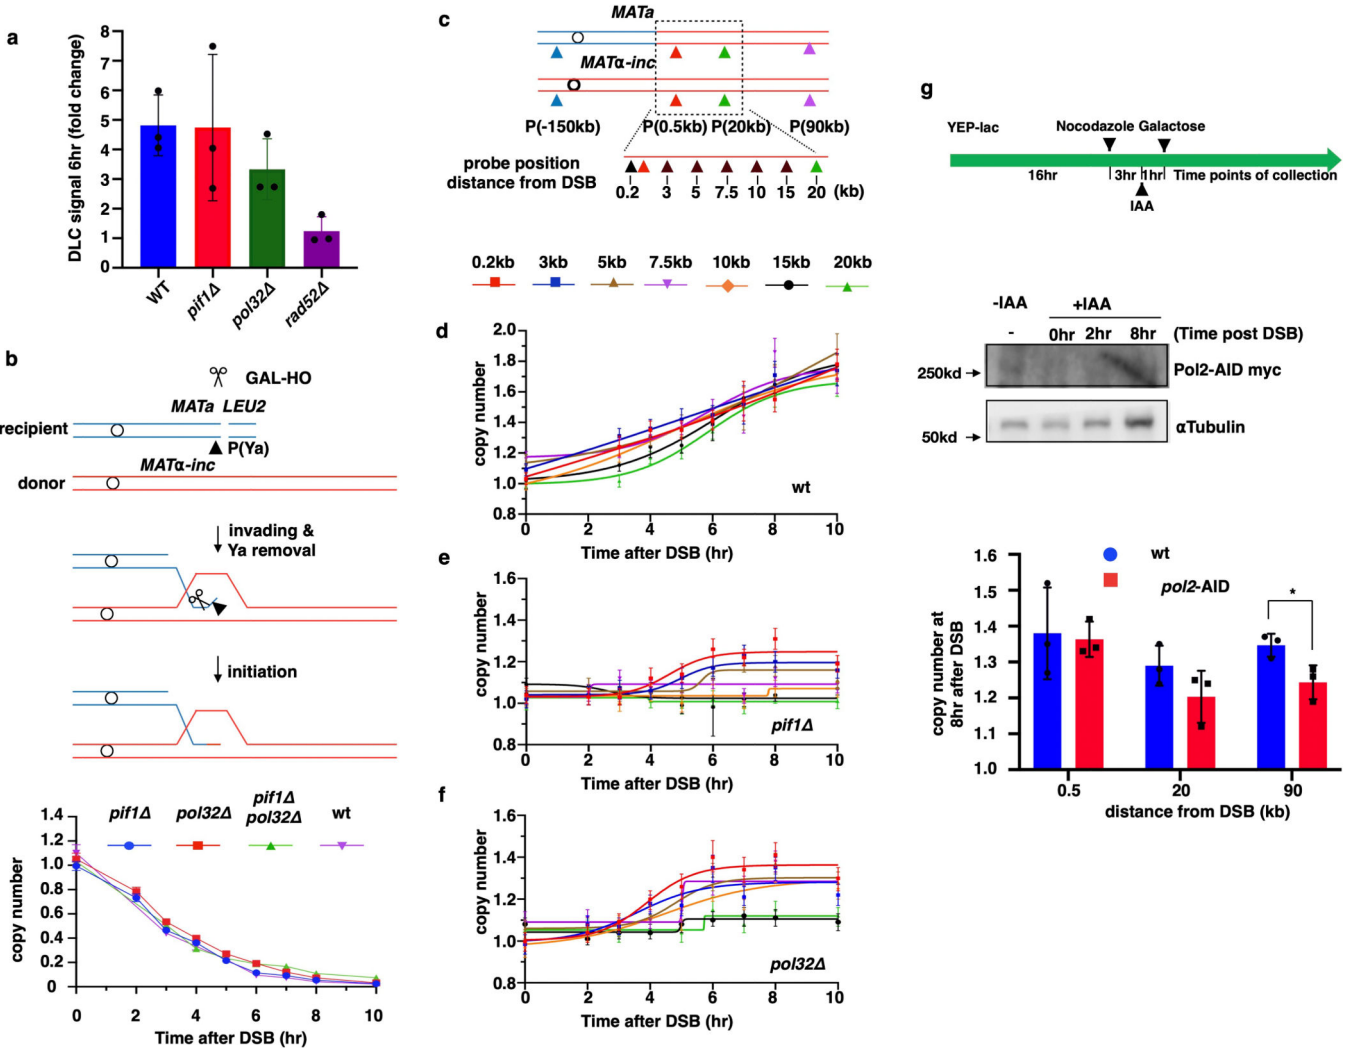 a
DLC signal 6hr (fold change)
8
7
6
5
4
3
2
1
0
WT
pif1Δ
pol32Δ
rad52Δ
b
GAL-HO
MATa LEU2
recipient
P(Ya)
MATα-inc
donor
invading &
Ya removal
initiation
pif1Δ
pol32Δ
pif1Δ
pol32Δ
wt
copy number
1.4
1.2
1.0
0.8
0.6
0.4
0.2
0
0 2 4 6 8 10
Time after DSB (hr)
c
MATa
MATα-inc
P(-150kb) P(0.5kb) P(20kb) P(90kb)
probe position
distance from DSB
0.2 3 5 7.5 10 15 20 (kb)
0.2kb 3kb 5kb 7.5kb 10kb 15kb 20kb
d
copy number
2.0
1.8
1.6
1.4
1.2
1.0
0.8
wt
0 2 4 6 8 10
Time after DSB (hr)
e
copy number
1.6
1.4
1.2
1.0
0.8
pif1Δ
0 2 4 6 8 10
Time after DSB (hr)
f
copy number
1.6
1.4
1.2
1.0
0.8
pol32Δ
0 2 4 6 8 10
Time after DSB (hr)
g
YEP-lac
Nocodazole Galactose
16hr 3hr 1hr Time points of collection
IAA
-IAA +IAA
- 0hr 2hr 8hr (Time post DSB)
250kd Pol2-AID myc
50kd αTubulin
wt
pol2-AID
copy number at
8hr after DSB
1.6
1.5
1.4
1.3
1.2
1.1
1.0
*
0.5 20 90
distance from DSB (kb)